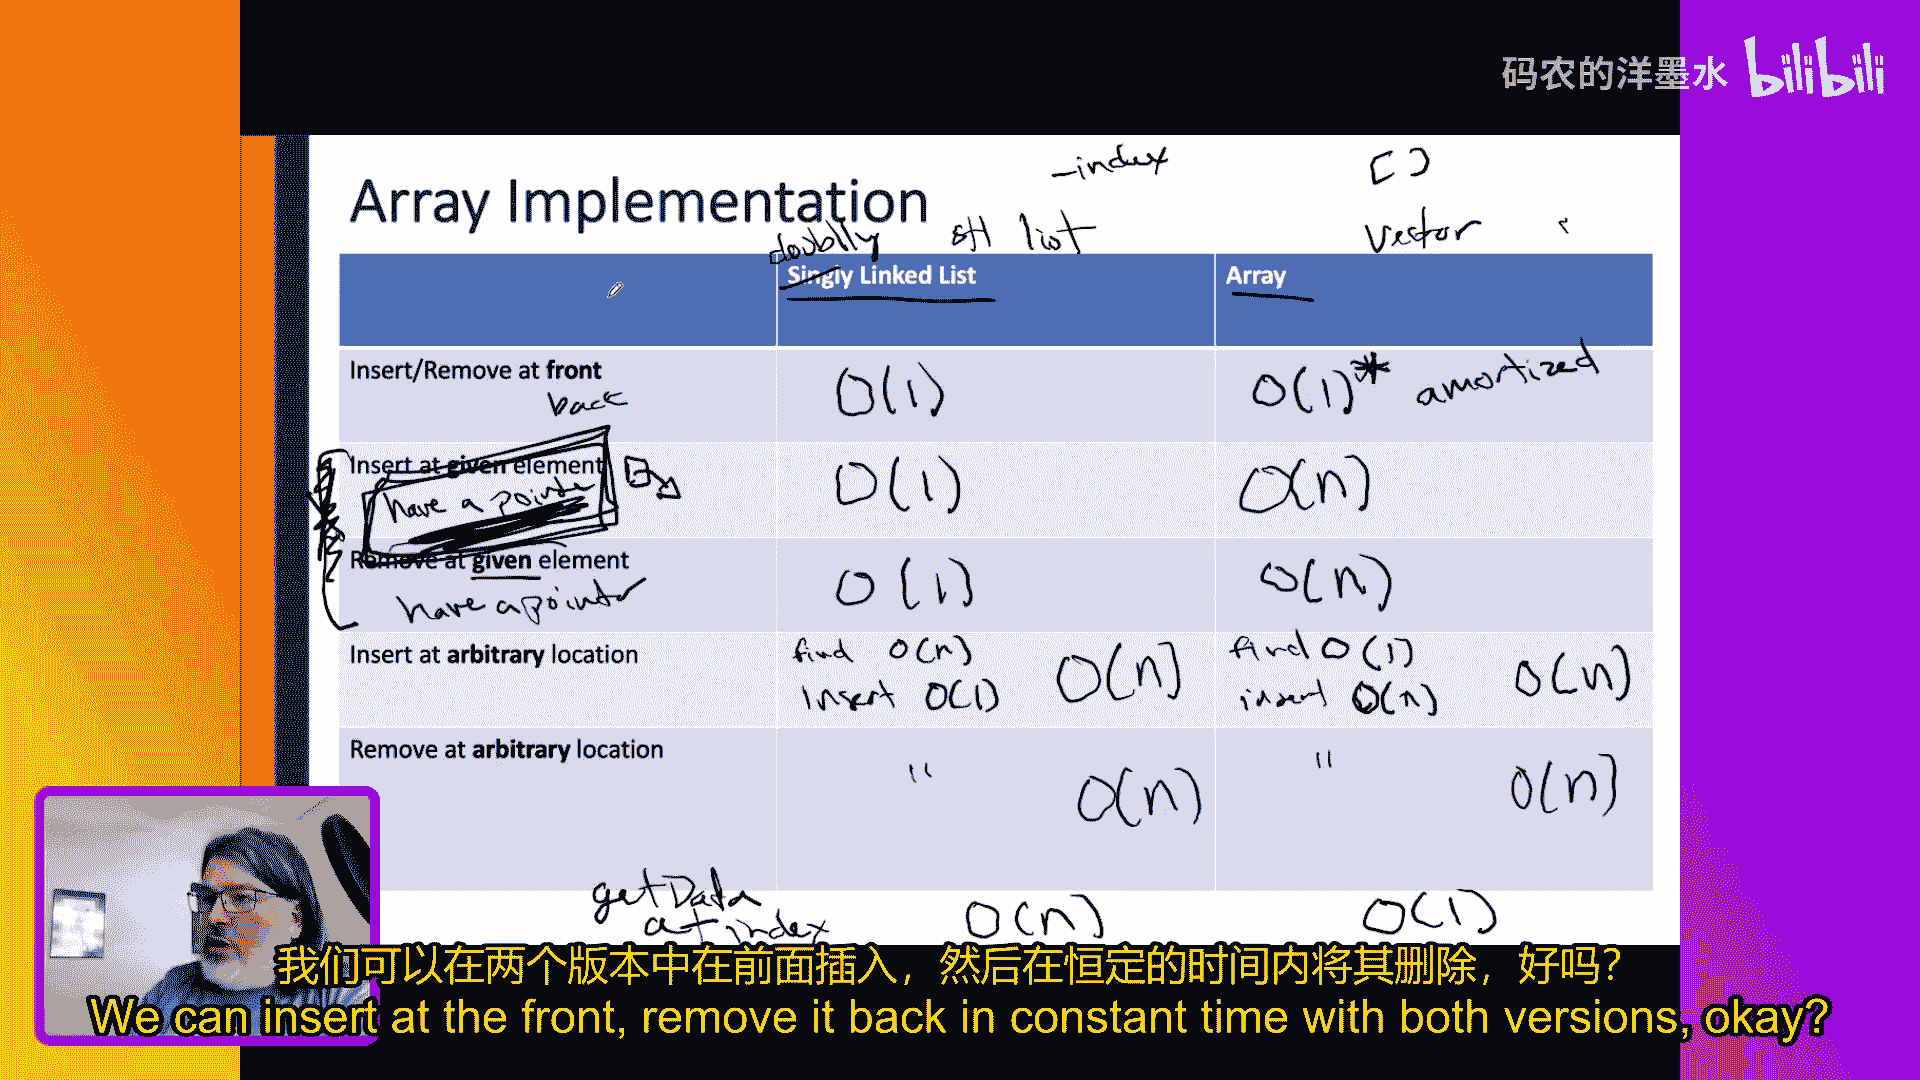 码农的洋墨水 bilibili
-index [ ]
Array Implementation
doublly stl list vector
Singly Linked List Array
Insert/Remove at front O(1) O(1)* amortized
back
Insert at given element O(1) O(n)
have a pointer
Remove at given element O(1) O(n)
have a pointer
Insert at arbitrary location find O(n) O(n) find O(1) O(n)
insert O(1) insert O(n)
Remove at arbitrary location " O(n) " O(n)
getData
at index O(n) O(1)
我们可以在两个版本中在前面插入，然后在恒定的时间内将其删除，好吗？
We can insert at the front, remove it back in constant time with both versions, okay?